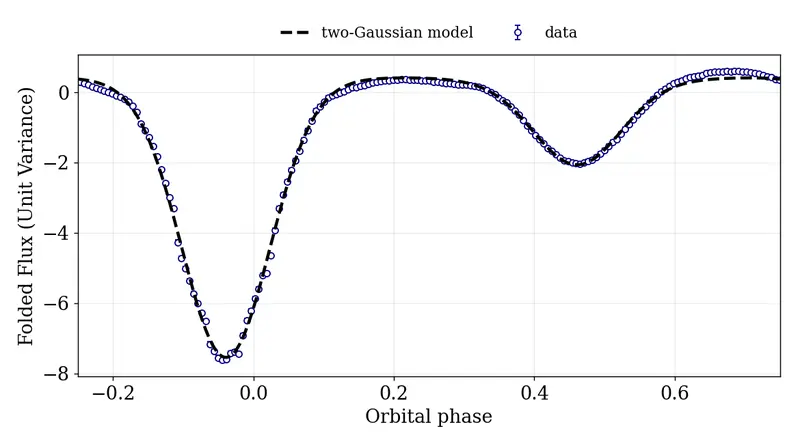 two-Gaussian model data
Folded Flux (Unit Variance)
0
−2
−4
−6
−8
−0.2 0.0 0.2 0.4 0.6
Orbital phase